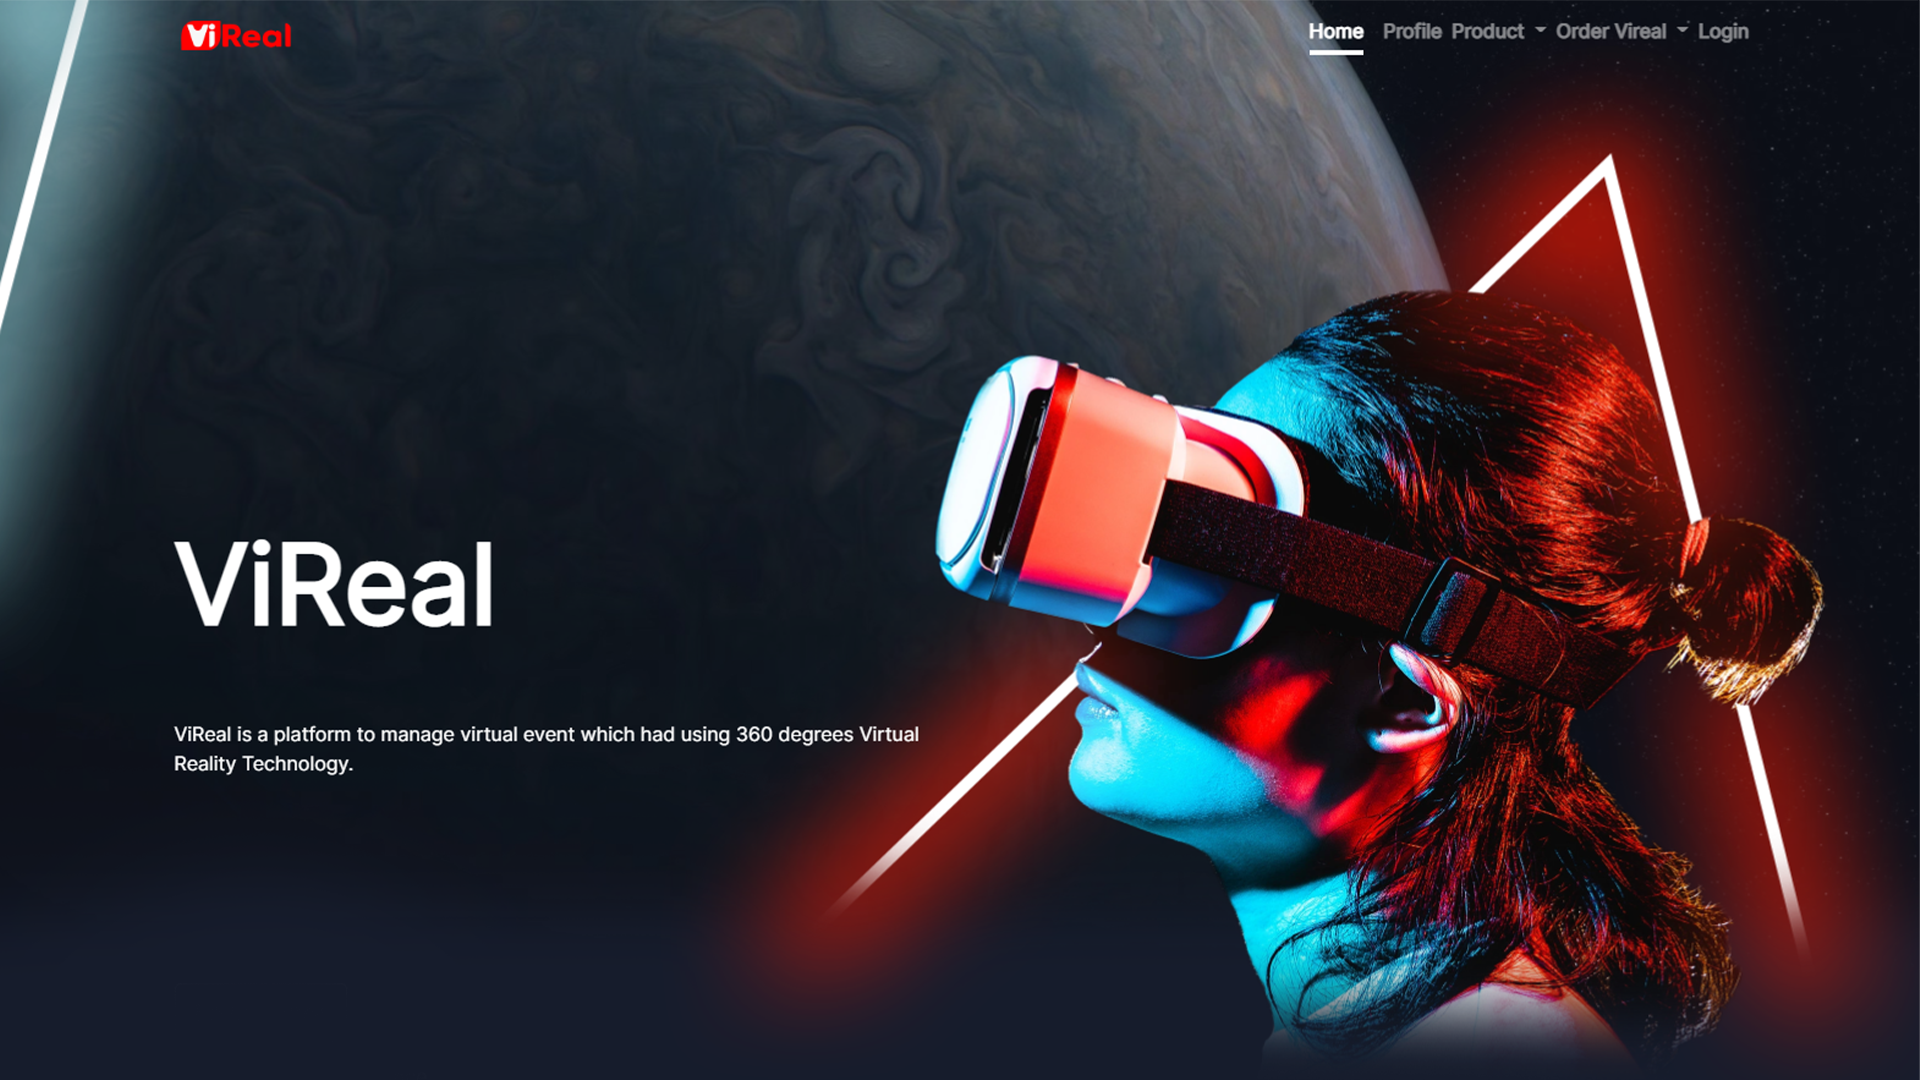 ViReal
Home Profile Product Order Vireal Login
ViReal
ViReal is a platform to manage virtual event which had using 360 degrees Virtual
Reality Technology.